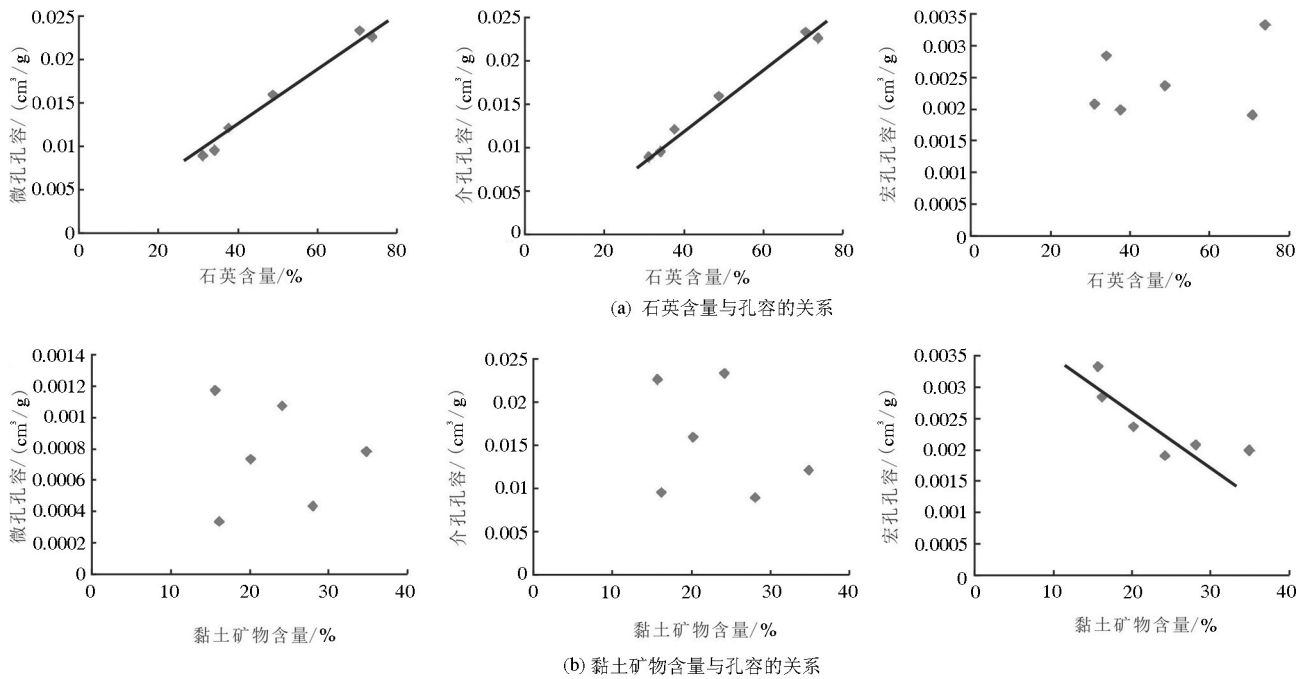 微孔孔容/(cm³/g)
0.025
0.02
0.015
0.01
0.005
0
0 20 40 60 80
石英含量/%
介孔孔容/(cm³/g)
0.025
0.02
0.015
0.01
0.005
0
0 20 40 60 80
石英含量/%
宏孔孔容/(cm³/g)
0.0035
0.003
0.0025
0.002
0.0015
0.001
0.0005
0
0 20 40 60 80
石英含量/%
(a) 石英含量与孔容的关系
微孔孔容/(cm³/g)
0.0014
0.0012
0.001
0.0008
0.0006
0.0004
0.0002
0
0 10 20 30 40
黏土矿物含量/%
介孔孔容/(cm³/g)
0.025
0.02
0.015
0.01
0.005
0
0 10 20 30 40
黏土矿物含量/%
宏孔孔容/(cm³/g)
0.0035
0.003
0.0025
0.002
0.0015
0.001
0.0005
0
0 10 20 30 40
黏土矿物含量/%
(b) 黏土矿物含量与孔容的关系